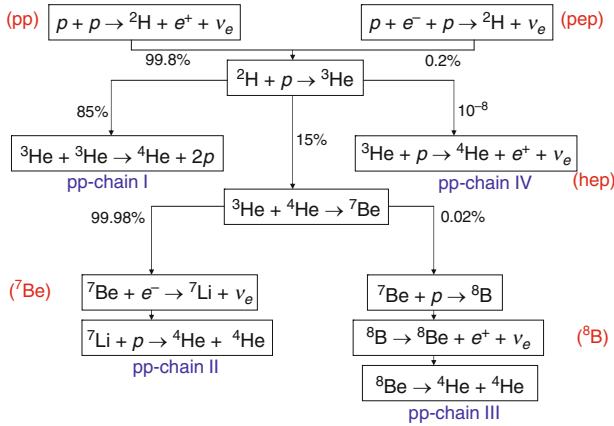 (pp)
p + p → ²H + e⁺ + νₑ
p + e⁻ + p → ²H + νₑ
(pep)
99.8%
0.2%
²H + p → ³He
85%
15%
10⁻⁸
³He + ³He → ⁴He + 2p
³He + p → ⁴He + e⁺ + νₑ
pp-chain I
pp-chain IV
(hep)
³He + ⁴He → ⁷Be
99.98%
0.02%
(⁷Be)
⁷Be + e⁻ → ⁷Li + νₑ
⁷Be + p → ⁸B
⁷Li + p → ⁴He + ⁴He
⁸B → ⁸Be + e⁺ + νₑ
(⁸B)
pp-chain II
⁸Be → ⁴He + ⁴He
pp-chain III